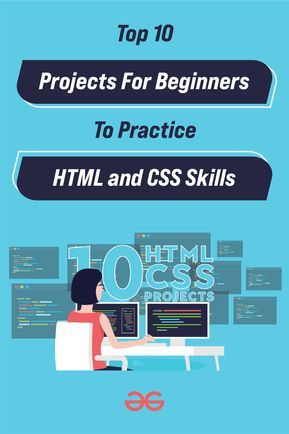 Top 10
Projects For Beginners
To Practice
HTML and CSS Skills
10 HTML
CSS
PROJECTS